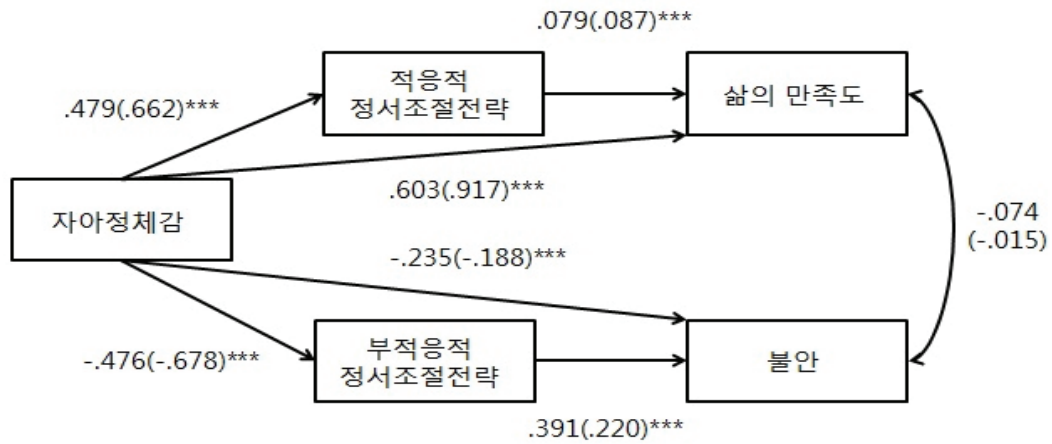 .079(.087)***
적응적
정서조절전략
삶의 만족도
.479(.662)***
.603(.917)***
자아정체감
-.074
(-.015)
-.235(-.188)***
부적응적
정서조절전략
불안
-.476(-.678)***
.391(.220)***